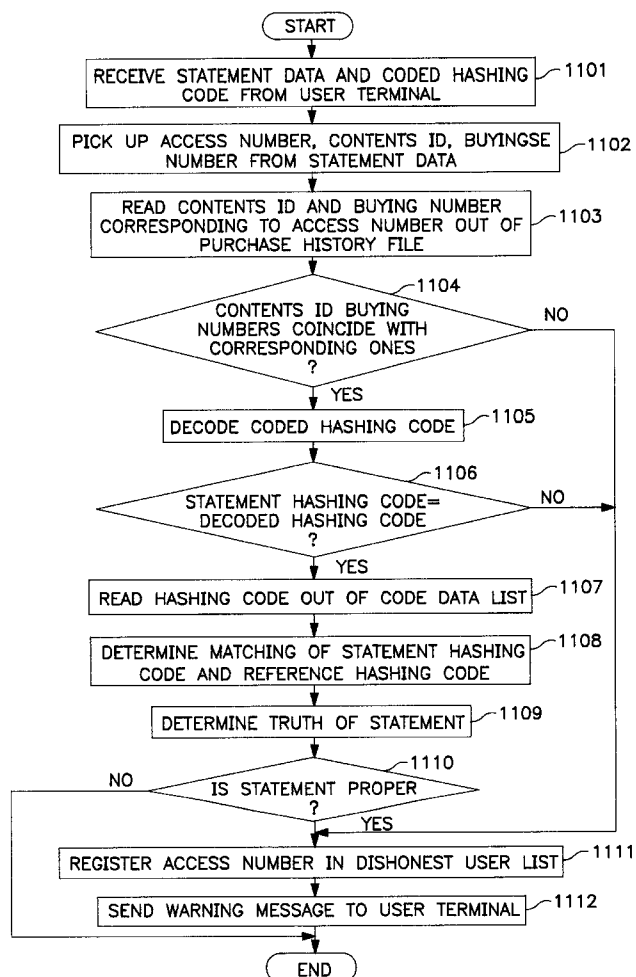 START
RECEIVE STATEMENT DATA AND CODED HASHING
CODE FROM USER TERMINAL
1101
PICK UP ACCESS NUMBER, CONTENTS ID, BUYINGSE
NUMBER FROM STATEMENT DATA
1102
READ CONTENTS ID AND BUYING NUMBER
CORRESPONDING TO ACCESS NUMBER OUT OF
PURCHASE HISTORY FILE
1103
1104
CONTENTS ID BUYING
NUMBERS COINCIDE WITH
CORRESPONDING ONES
?
NO
YES
1105
DECODE CODED HASHING CODE
1106
STATEMENT HASHING CODE=
DECODED HASHING CODE
?
NO
YES
1107
READ HASHING CODE OUT OF CODE DATA LIST
DETERMINE MATCHING OF STATEMENT HASHING
CODE AND REFERENCE HASHING CODE
1108
DETERMINE TRUTH OF STATEMENT
1109
1110
NO
IS STATEMENT PROPER
?
YES
REGISTER ACCESS NUMBER IN DISHONEST USER LIST
1111
SEND WARNING MESSAGE TO USER TERMINAL
1112
END